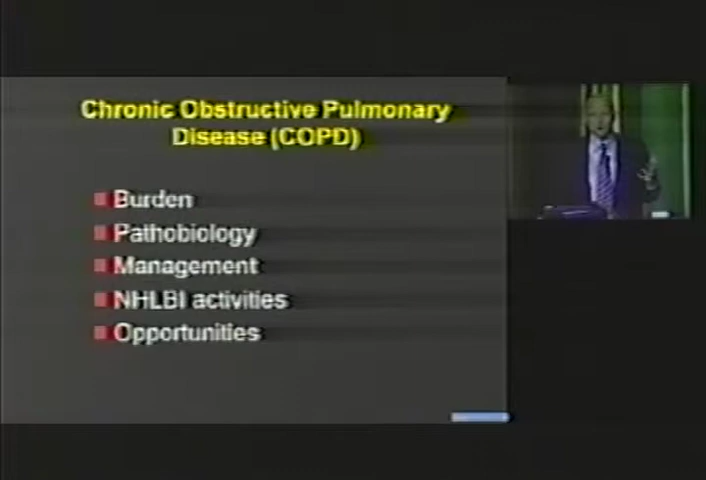 Chronic Obstructive Pulmonary
Disease (COPD)
Burden
Pathobiology
Management
NHLBI activities
Opportunities